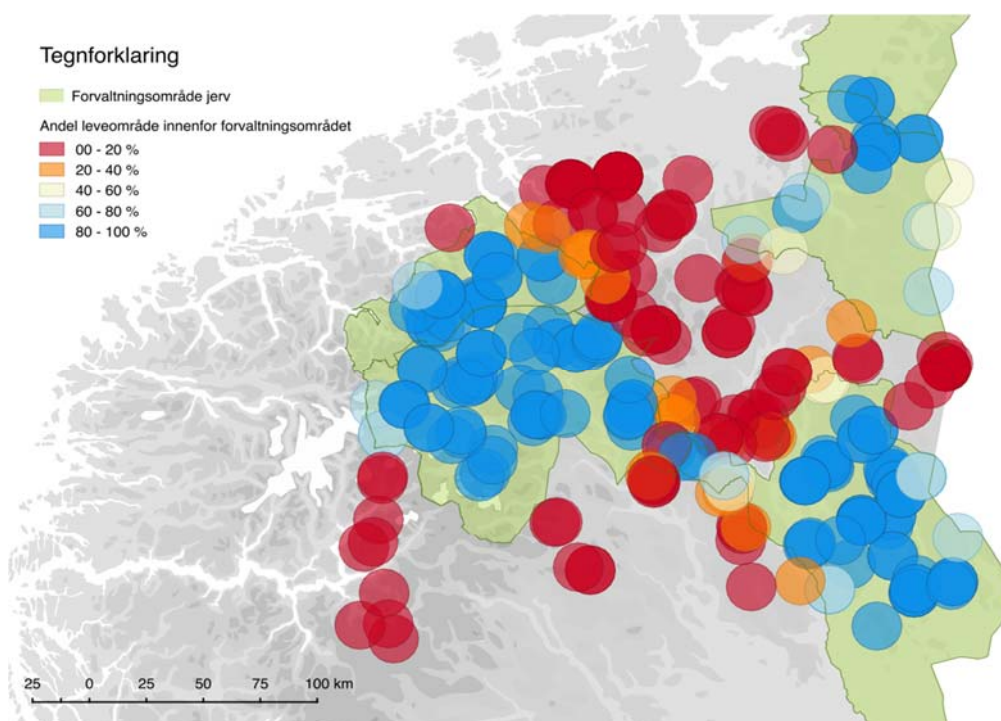 Tegnforklaring
Forvaltningsområde jerv
Andel leveområde innenfor forvaltningsområdet
00 - 20 %
20 - 40 %
40 - 60 %
60 - 80 %
80 - 100 %
25 0 25 50 75 100 km